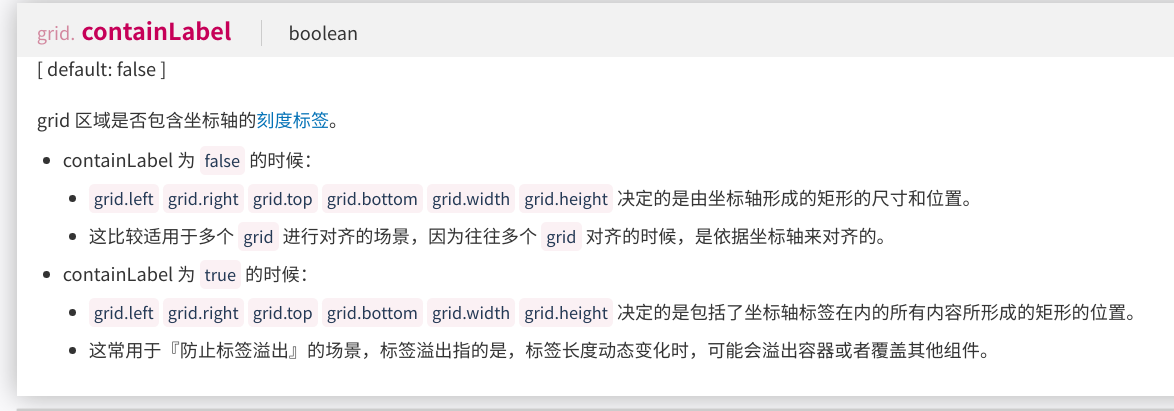 grid. containLabel boolean
[ default: false ]
grid 区域是否包含坐标轴的刻度标签。
containLabel 为 false 的时候：
grid.left grid.right grid.top grid.bottom grid.width grid.height 决定的是由坐标轴形成的矩形的尺寸和位置。
这比较适用于多个 grid 进行对齐的场景，因为往往多个 grid 对齐的时候，是依据坐标轴来对齐的。
containLabel 为 true 的时候：
grid.left grid.right grid.top grid.bottom grid.width grid.height 决定的是包括了坐标轴标签在内的所有内容所形成的矩形的位置。
这常用于『防止标签溢出』的场景，标签溢出指的是，标签长度动态变化时，可能会溢出容器或者覆盖其他组件。